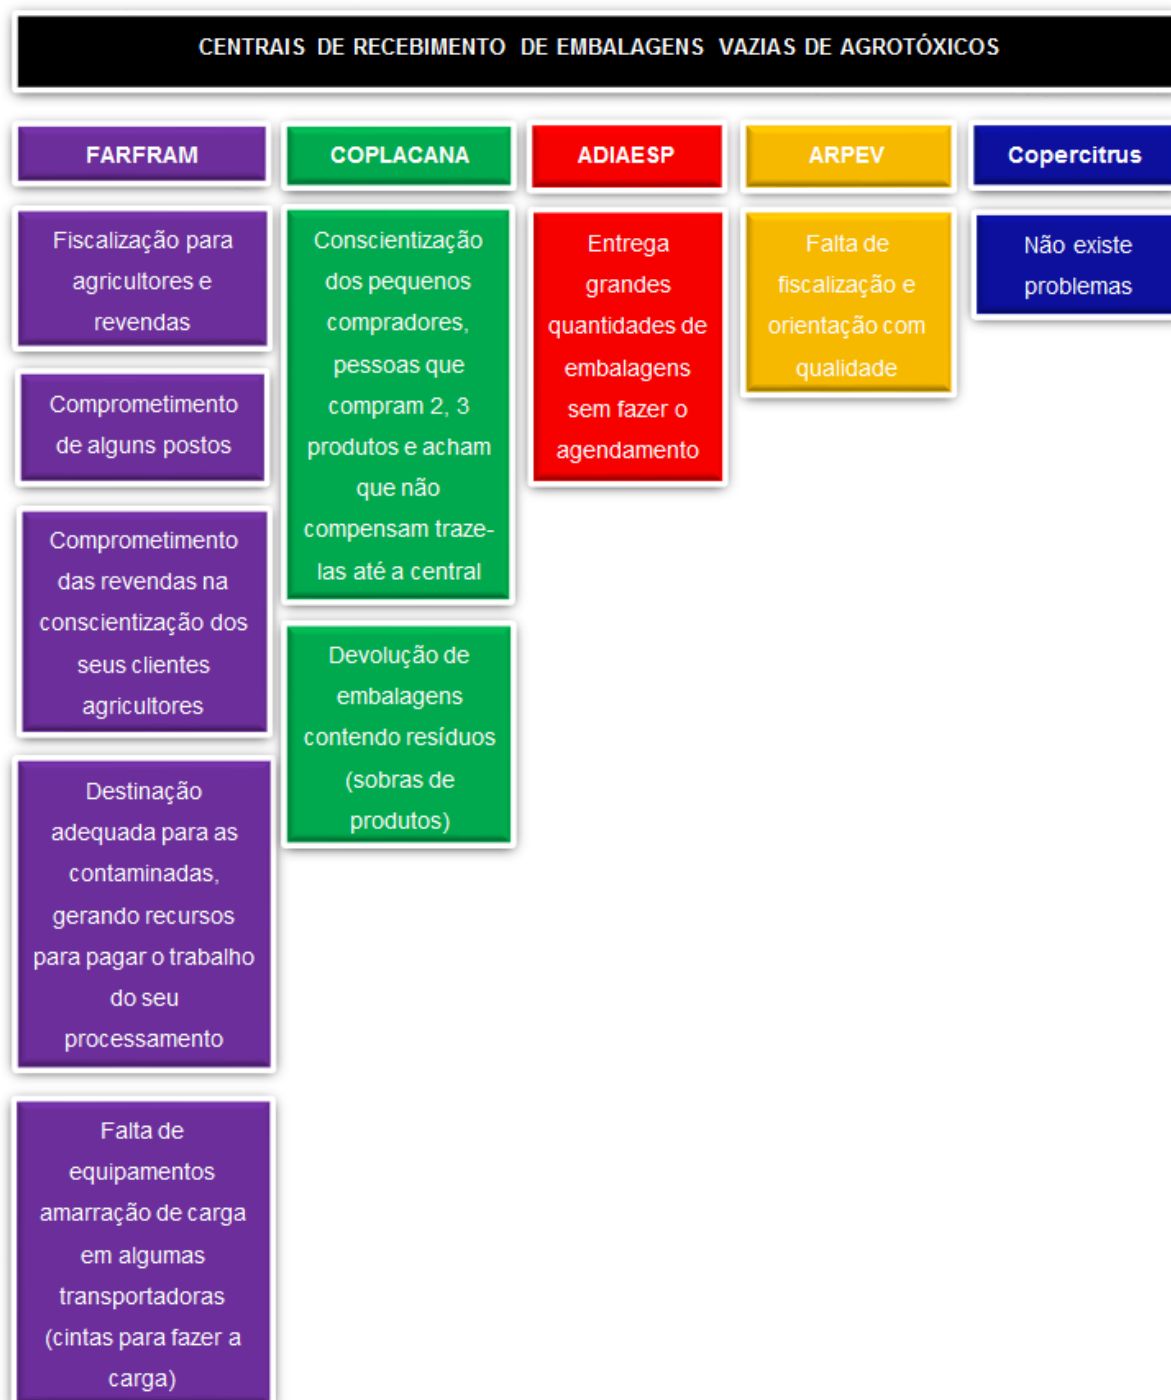 CENTRAIS DE RECEBIMENTO DE EMBALAGENS VAZIAS DE AGROTÓXICOS
FARFRAM
Fiscalização para
agricultores e
revendas
Comprometimento
de alguns postos
Comprometimento
das revendas na
conscientização dos
seus clientes
agricultores
Destinação
adequada para as
contaminadas,
gerando recursos
para pagar o trabalho
do seu
processamento
Falta de
equipamentos
amarração de carga
em algumas
transportadoras
(cintas para fazer a
carga)
COPLACANA
Conscientização
dos pequenos
compradores,
pessoas que
compram 2, 3
produtos e acham
que não
compensam traze-
las até a central
Devolução de
embalagens
contendo resíduos
(sobras de
produtos)
ADIAESP
Entrega
grandes
quantidades de
embalagens
sem fazer o
agendamento
ARPEV
Falta de
fiscalização e
orientação com
qualidade
Copercitrus
Não existe
problemas